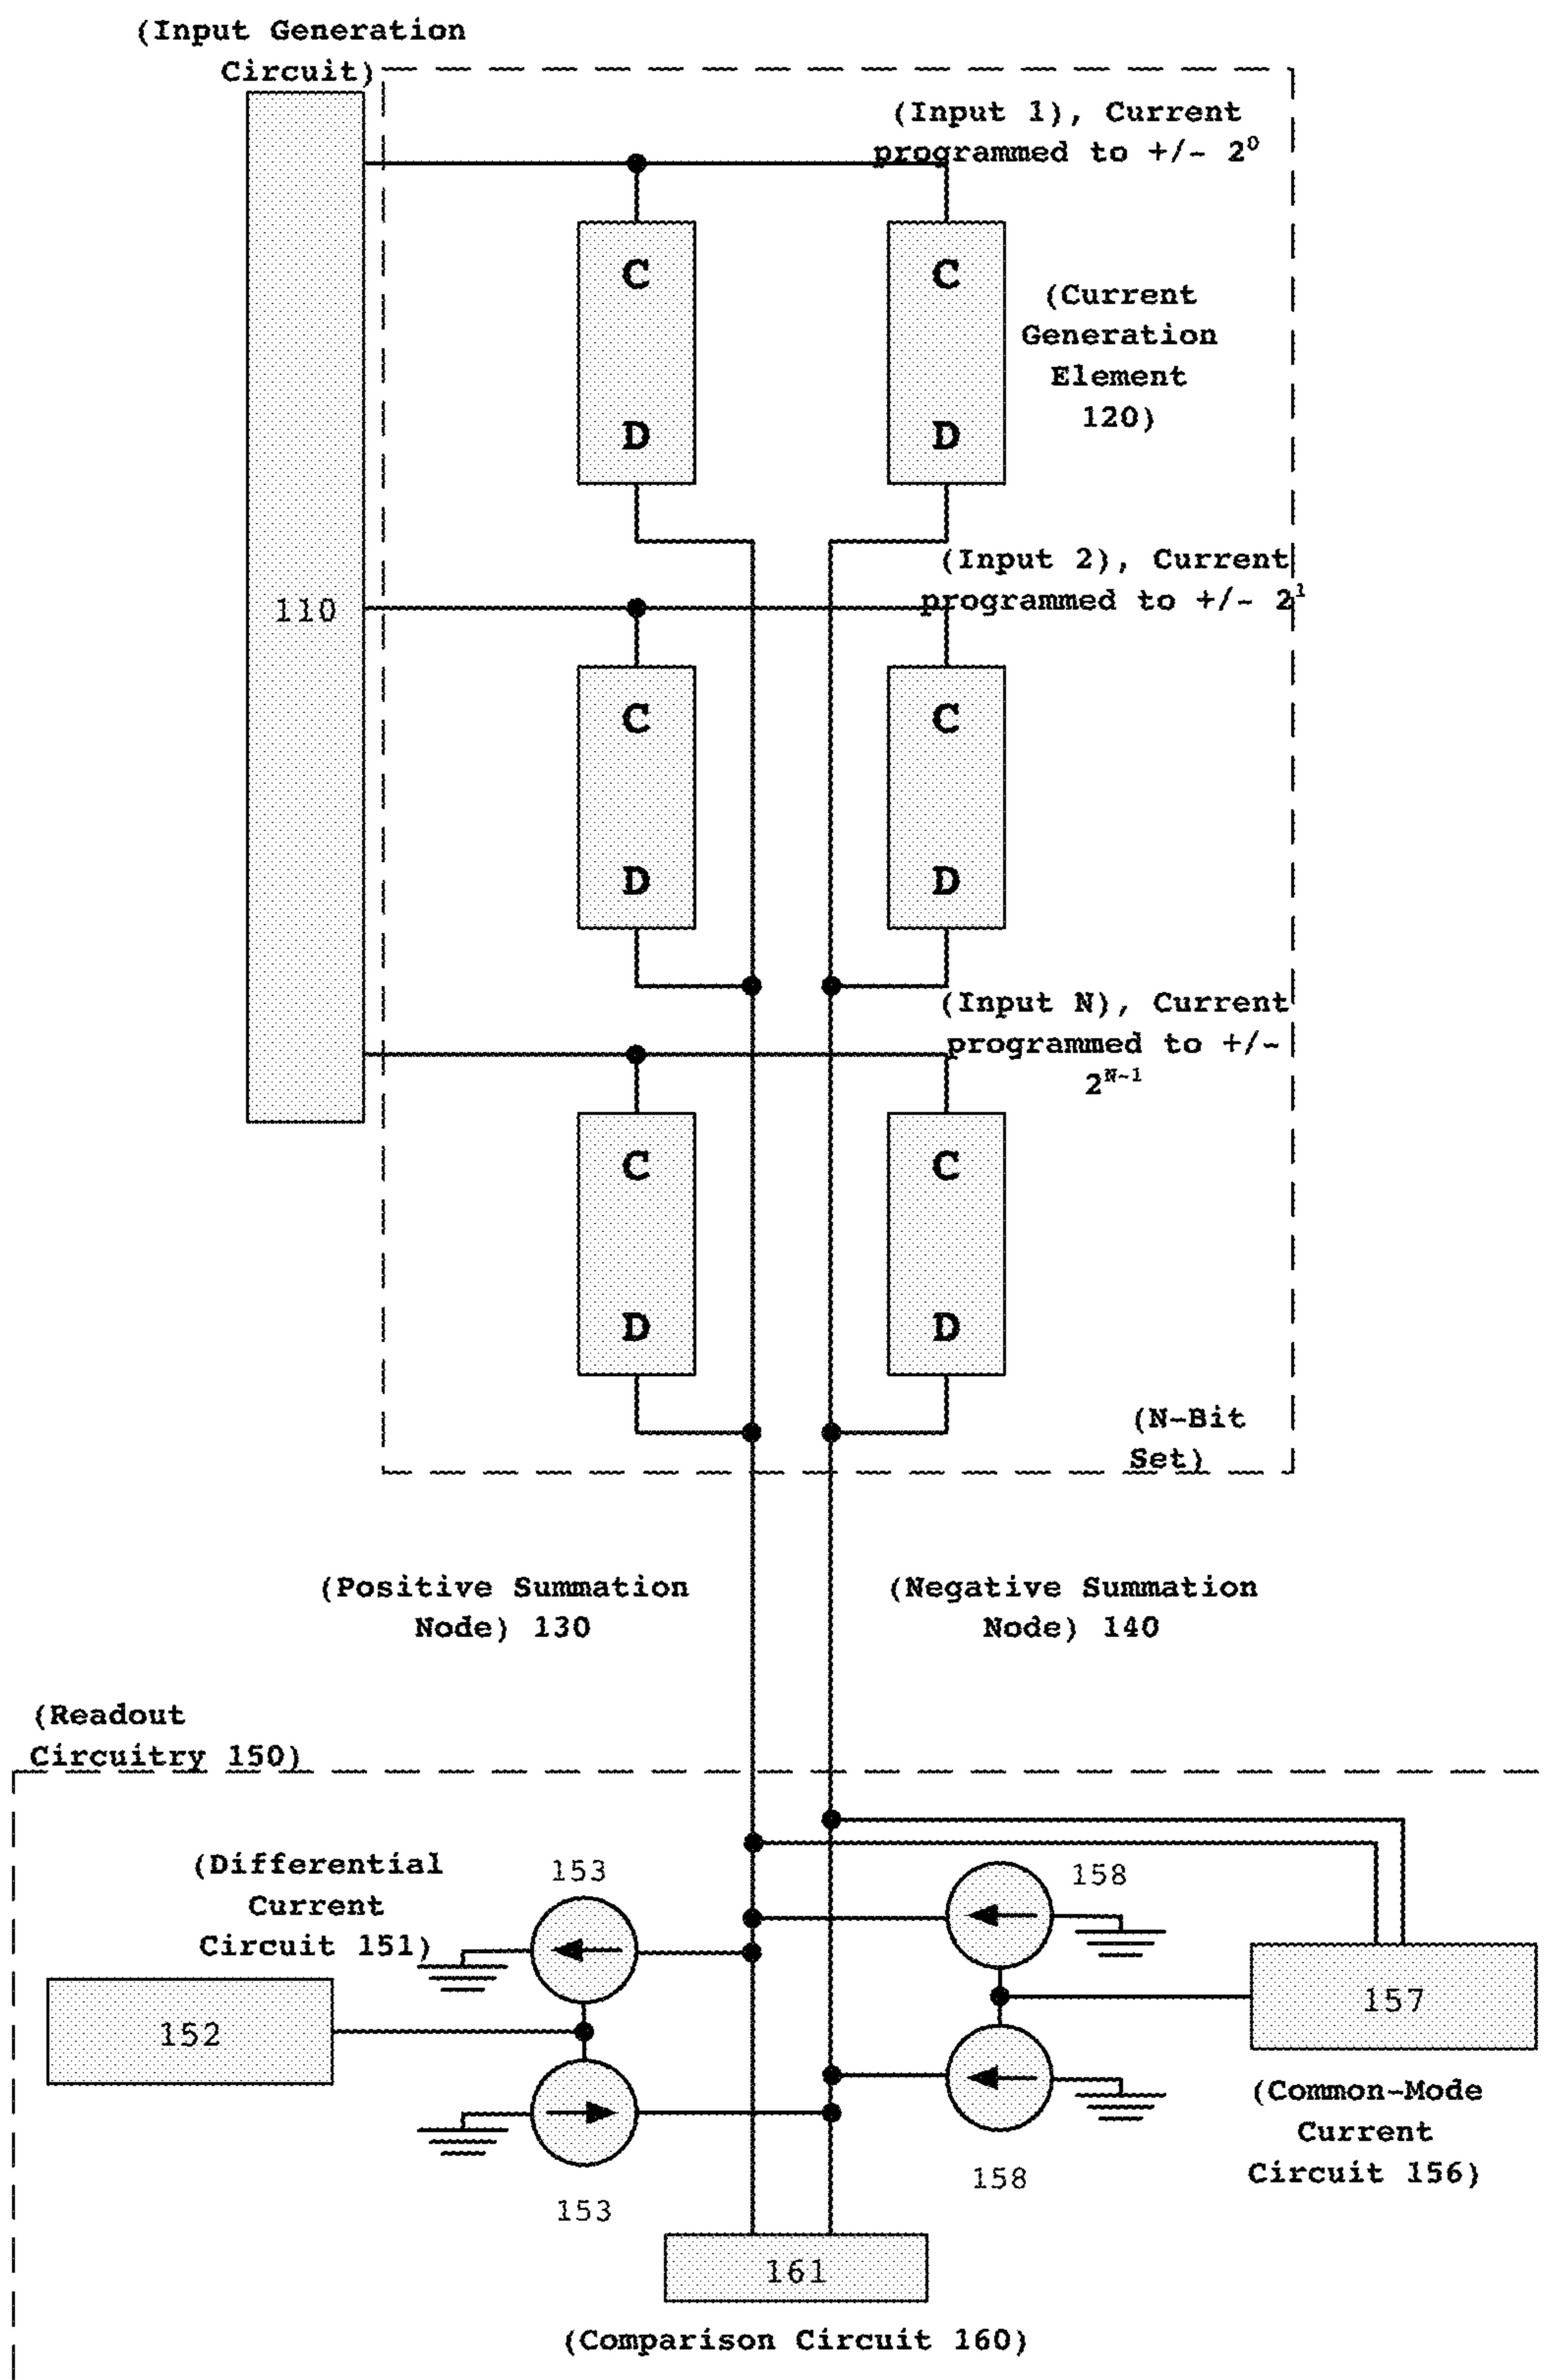 (Input Generation
Circuit)
(Input 1), Current
programmed to +/- 2⁰
C
C
(Current
Generation
Element
120)
D
D
(Input 2), Current
programmed to +/- 2¹
110
C
C
D
D
(Input N), Current
programmed to +/-
2ᴺ⁻¹
C
C
D
D
(N-Bit
Set)
(Positive Summation
Node) 130
(Negative Summation
Node) 140
(Readout
Circuitry 150)
(Differential
Current
Circuit 151)
153
158
152
157
(Common-Mode
Current
Circuit 156)
153
158
161
(Comparison Circuit 160)